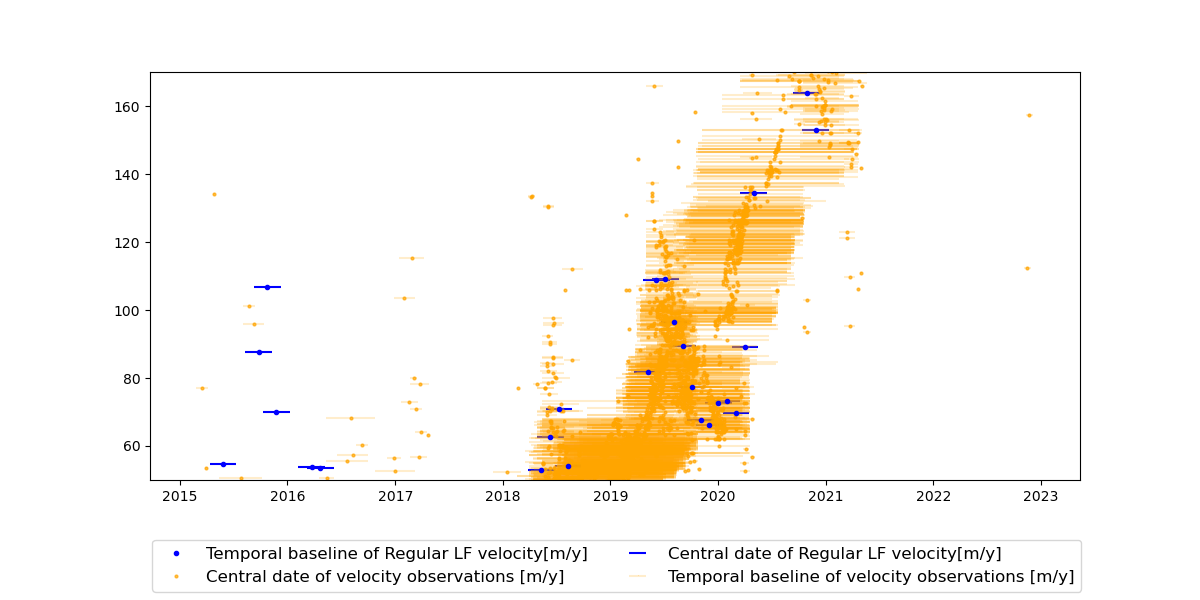 160
140
120
100
80
60
2015 2016 2017 2018 2019 2020 2021 2022 2023
Temporal baseline of Regular LF velocity[m/y] Central date of Regular LF velocity[m/y]
Central date of velocity observations [m/y] Temporal baseline of velocity observations [m/y]